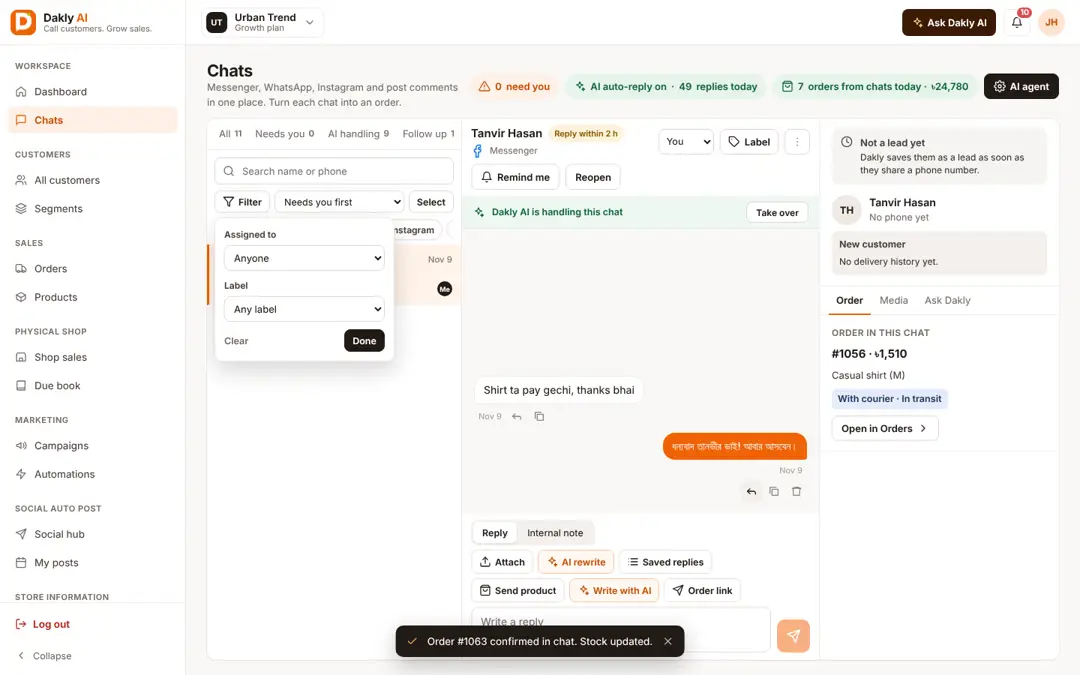 Dakly AI
Call customers. Grow sales.
UT
Urban Trend
Growth plan
Ask Dakly AI
10
JH
WORKSPACE
Dashboard
Chats
CUSTOMERS
All customers
Segments
SALES
Orders
Products
PHYSICAL SHOP
Shop sales
Due book
MARKETING
Campaigns
Automations
SOCIAL AUTO POST
Social hub
My posts
STORE INFORMATION
Log out
Collapse
Chats
Messenger, WhatsApp, Instagram and post comments
in one place. Turn each chat into an order.
0 need you
AI auto-reply on · 49 replies today
7 orders from chats today · ৳24,780
AI agent
All 11
Needs you 0
AI handling 9
Follow up 1
Search name or phone
Filter
Needs you first
Select
nstagram
Assigned to
Anyone
Label
Any label
Clear
Done
Nov 9
Me
Tanvir Hasan
Reply within 2 h
Messenger
You
Label
Remind me
Reopen
Dakly AI is handling this chat
Take over
Shirt ta pay gechi, thanks bhai
Nov 9
ধন্যবাদ তানভীর ভাই! আবার আসবেন।
Nov 9
Reply
Internal note
Attach
AI rewrite
Saved replies
Send product
Write with AI
Order link
Write a reply
Order #1063 confirmed in chat. Stock updated.
Not a lead yet
Dakly saves them as a lead as soon as
they share a phone number.
TH
Tanvir Hasan
No phone yet
New customer
No delivery history yet.
Order
Media
Ask Dakly
ORDER IN THIS CHAT
#1056 · ৳1,510
Casual shirt (M)
With courier · In transit
Open in Orders